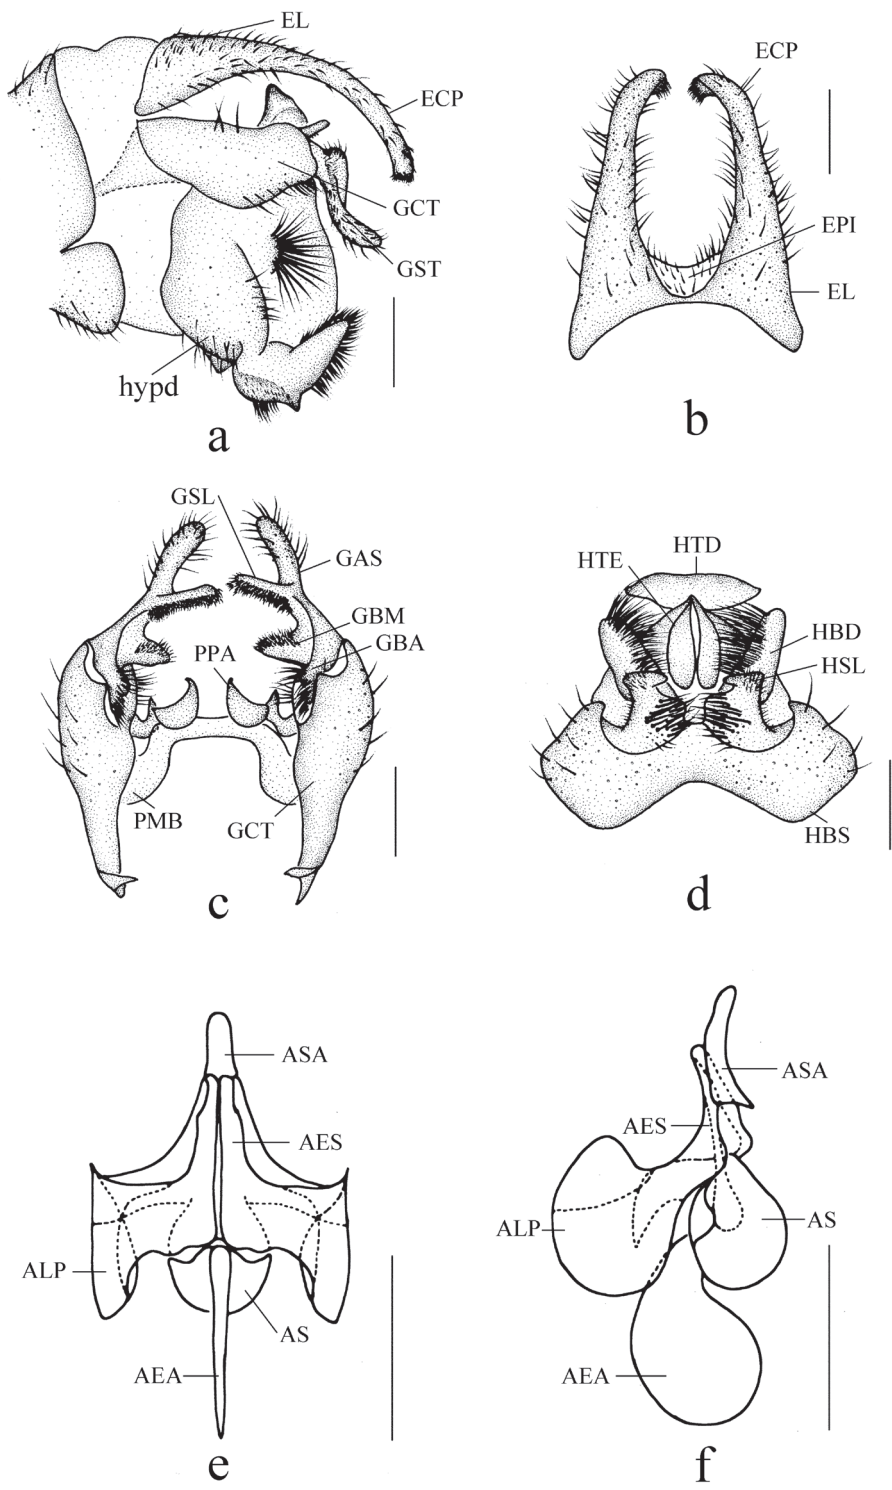 EL
ECP
GCT
GST
hypd
a
ECP
EPI
EL
b
GSL
GAS
GBM
GBA
PPA
PMB
GCT
c
HTD
HTE
HBD
HSL
HBS
d
ASA
AES
ALP
AS
AEA
e
ASA
AES
ALP
AS
AEA
f